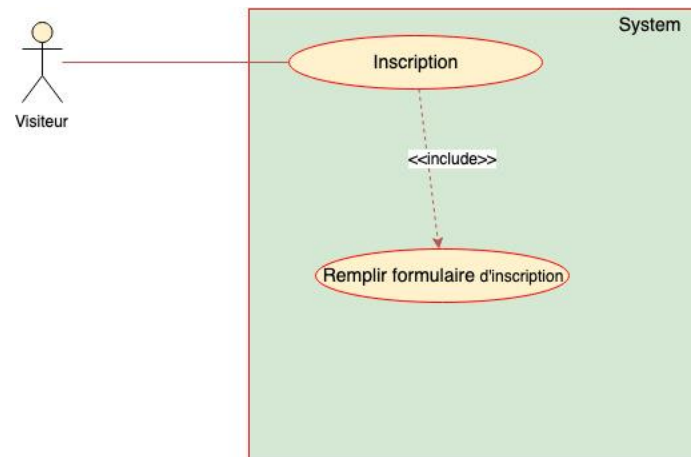 System
Inscription
Visiteur
<<include>>
Remplir formulaire d'inscription